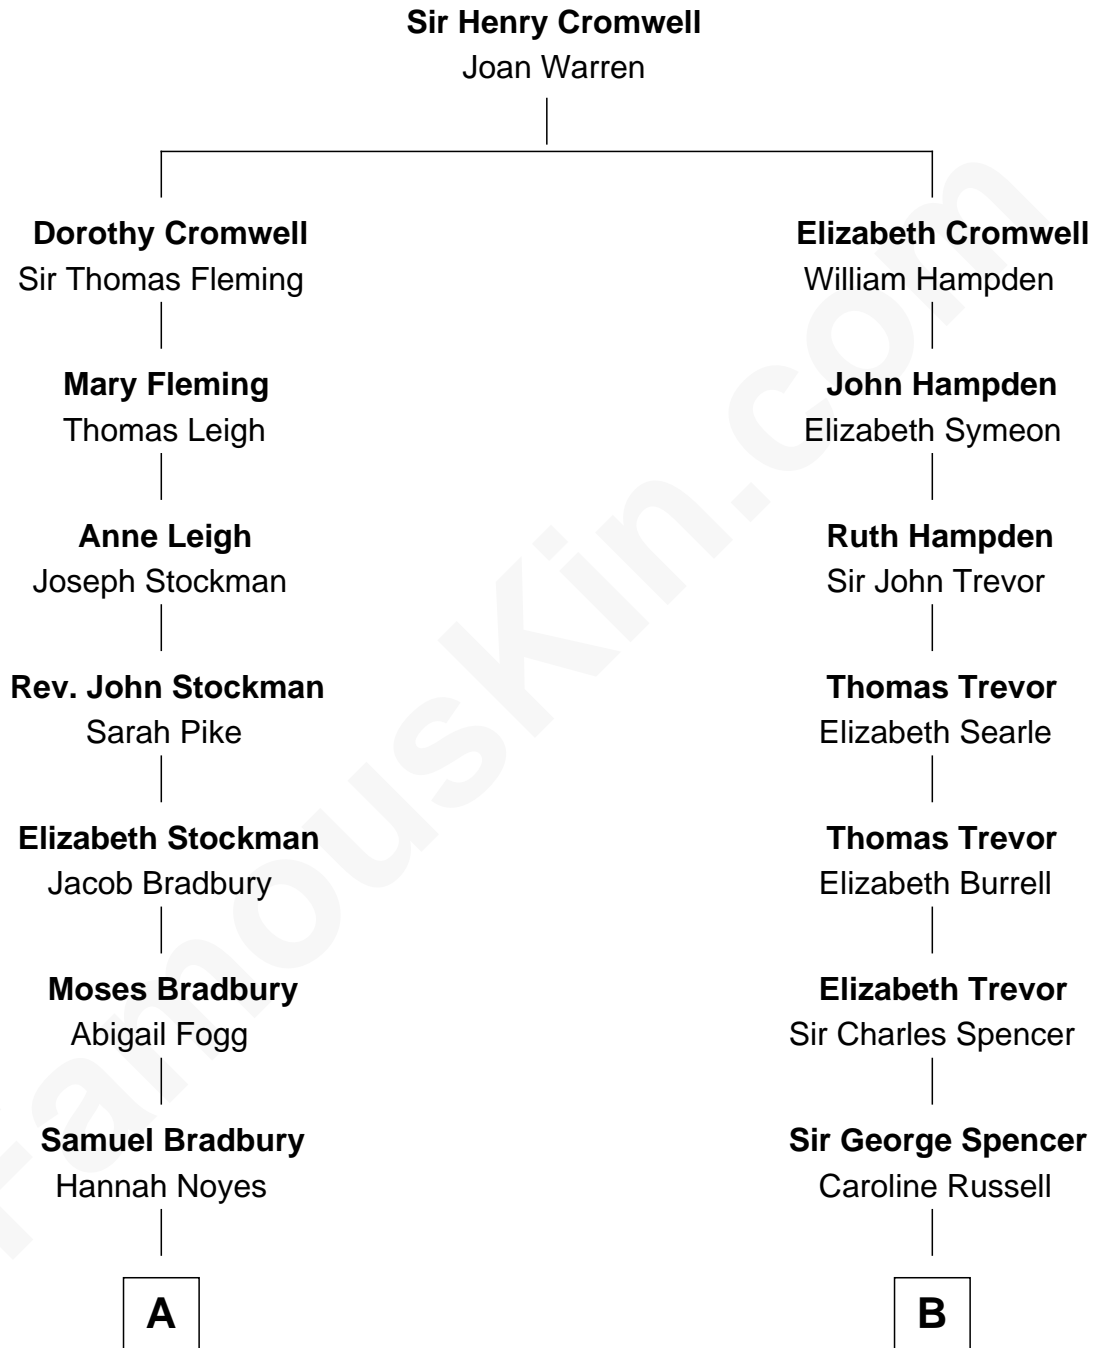 Sir Henry Cromwell
Joan Warren
Dorothy Cromwell
Sir Thomas Fleming
Elizabeth Cromwell
William Hampden
Mary Fleming
Thomas Leigh
John Hampden
Elizabeth Symeon
Anne Leigh
Joseph Stockman
Ruth Hampden
Sir John Trevor
Rev. John Stockman
Sarah Pike
Thomas Trevor
Elizabeth Searle
Elizabeth Stockman
Jacob Bradbury
Thomas Trevor
Elizabeth Burrell
Moses Bradbury
Abigail Fogg
Elizabeth Trevor
Sir Charles Spencer
Samuel Bradbury
Hannah Noyes
Sir George Spencer
Caroline Russell
A
B
FamousKin.com